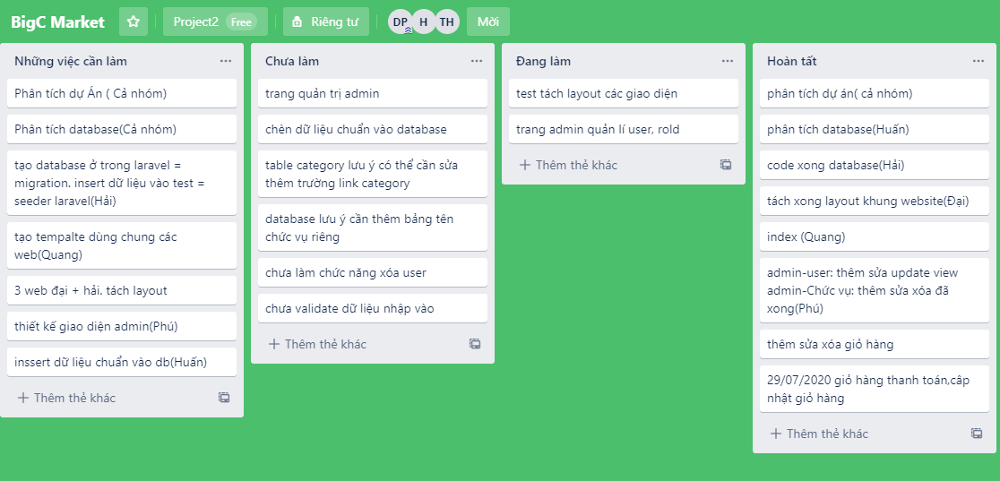 BigC Market
Project2 Free
Riêng tư
DP
H
TH
Mời
Những việc cần làm
Phân tích dự Án ( Cả nhóm)
Phân tích database(Cả nhóm)
tạo database ở trong laravel =
migration. insert dữ liệu vào test =
seeder laravel(Hải)
tạo tempalte dùng chung các
web(Quang)
3 web đại + hải. tách layout
thiết kế giao diện admin(Phú)
inssert dữ liệu chuẩn vào db(Huấn)
Thêm thẻ khác
Chưa làm
trang quản trị admin
chèn dữ liệu chuẩn vào database
table category lưu ý có thể cần sửa
thêm trường link category
database lưu ý cần thêm bảng tên
chức vụ riêng
chưa làm chức năng xóa user
chưa validate dữ liệu nhập vào
Thêm thẻ khác
Đang làm
test tách layout các giao diện
trang admin quản lí user, rold
Thêm thẻ khác
Hoàn tất
phân tích dự án( cả nhóm)
phân tích database(Huấn)
code xong database(Hải)
tách xong layout khung website(Đại)
index (Quang)
admin-user: thêm sửa update view
admin-Chức vụ: thêm sửa xóa đã
xong(Phú)
thêm sửa xóa giỏ hàng
29/07/2020 giỏ hàng thanh toán,câp
nhật giỏ hàng
Thêm thẻ khác